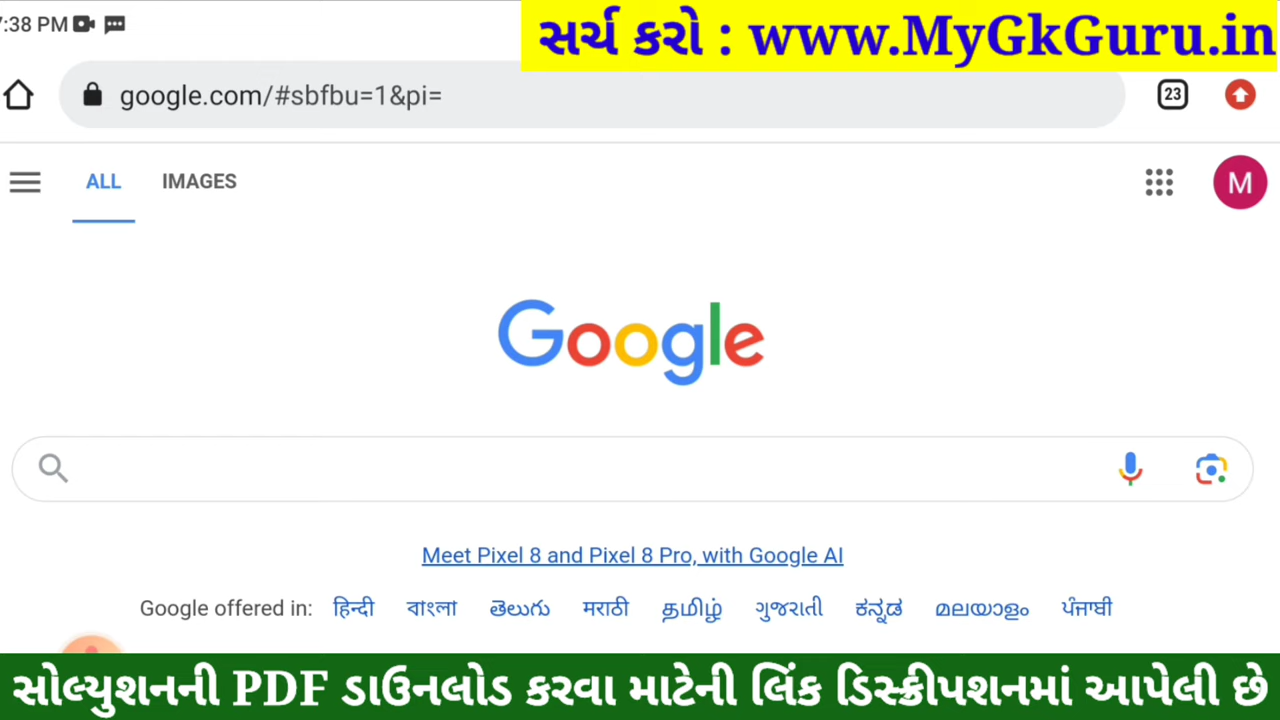 :38 PM
સર્ચ કરો : www.MyGkGuru.in
google.com/#sbfbu=1&pi=
23
ALL IMAGES
M
Google
Meet Pixel 8 and Pixel 8 Pro, with Google AI
Google offered in: हिन्दी বাংলা తెలుగు मराठी தமிழ் ગુજરાતી ಕನ್ನಡ മലയാളം ਪੰਜਾਬੀ
સોલ્યુશનની PDF ડાઉનલોડ કરવા માટેની લિંક ડિસ્ક્રીપશનમાં આપેલી છે